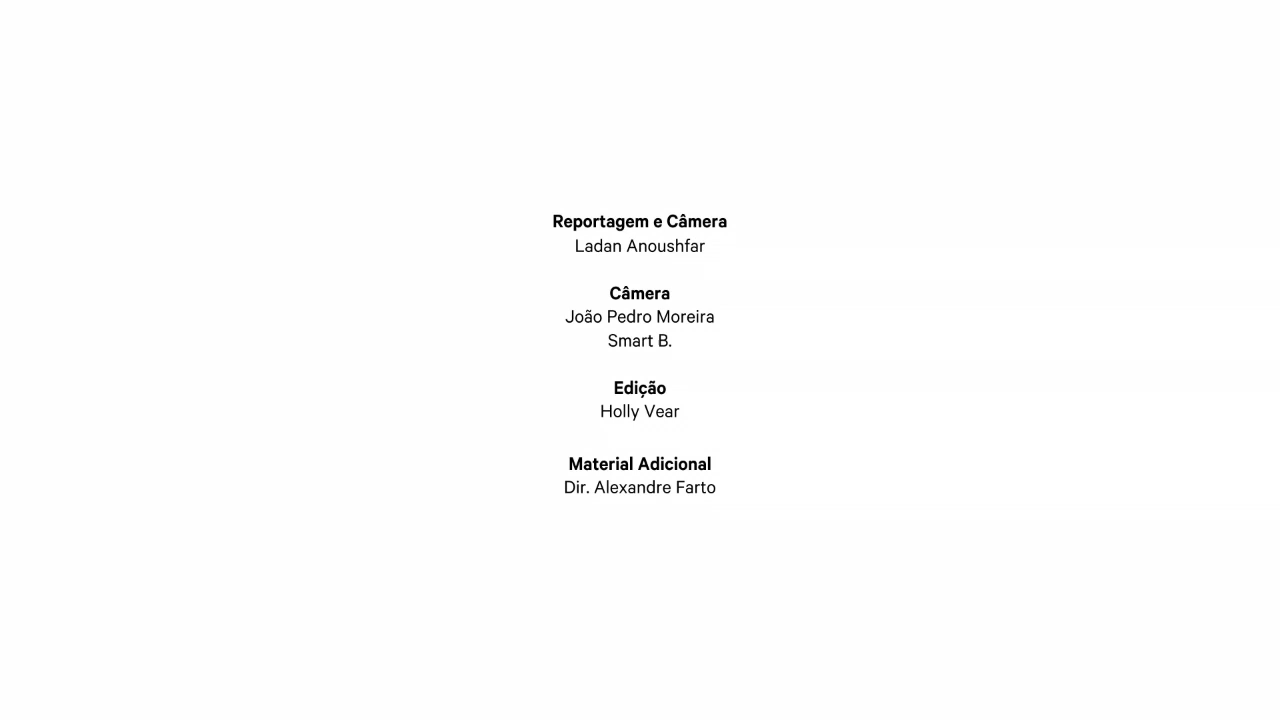 Reportagem e Câmera
Ladan Anoushfar
Câmera
João Pedro Moreira
Smart B.
Edição
Holly Vear
Material Adicional
Dir. Alexandre Farto